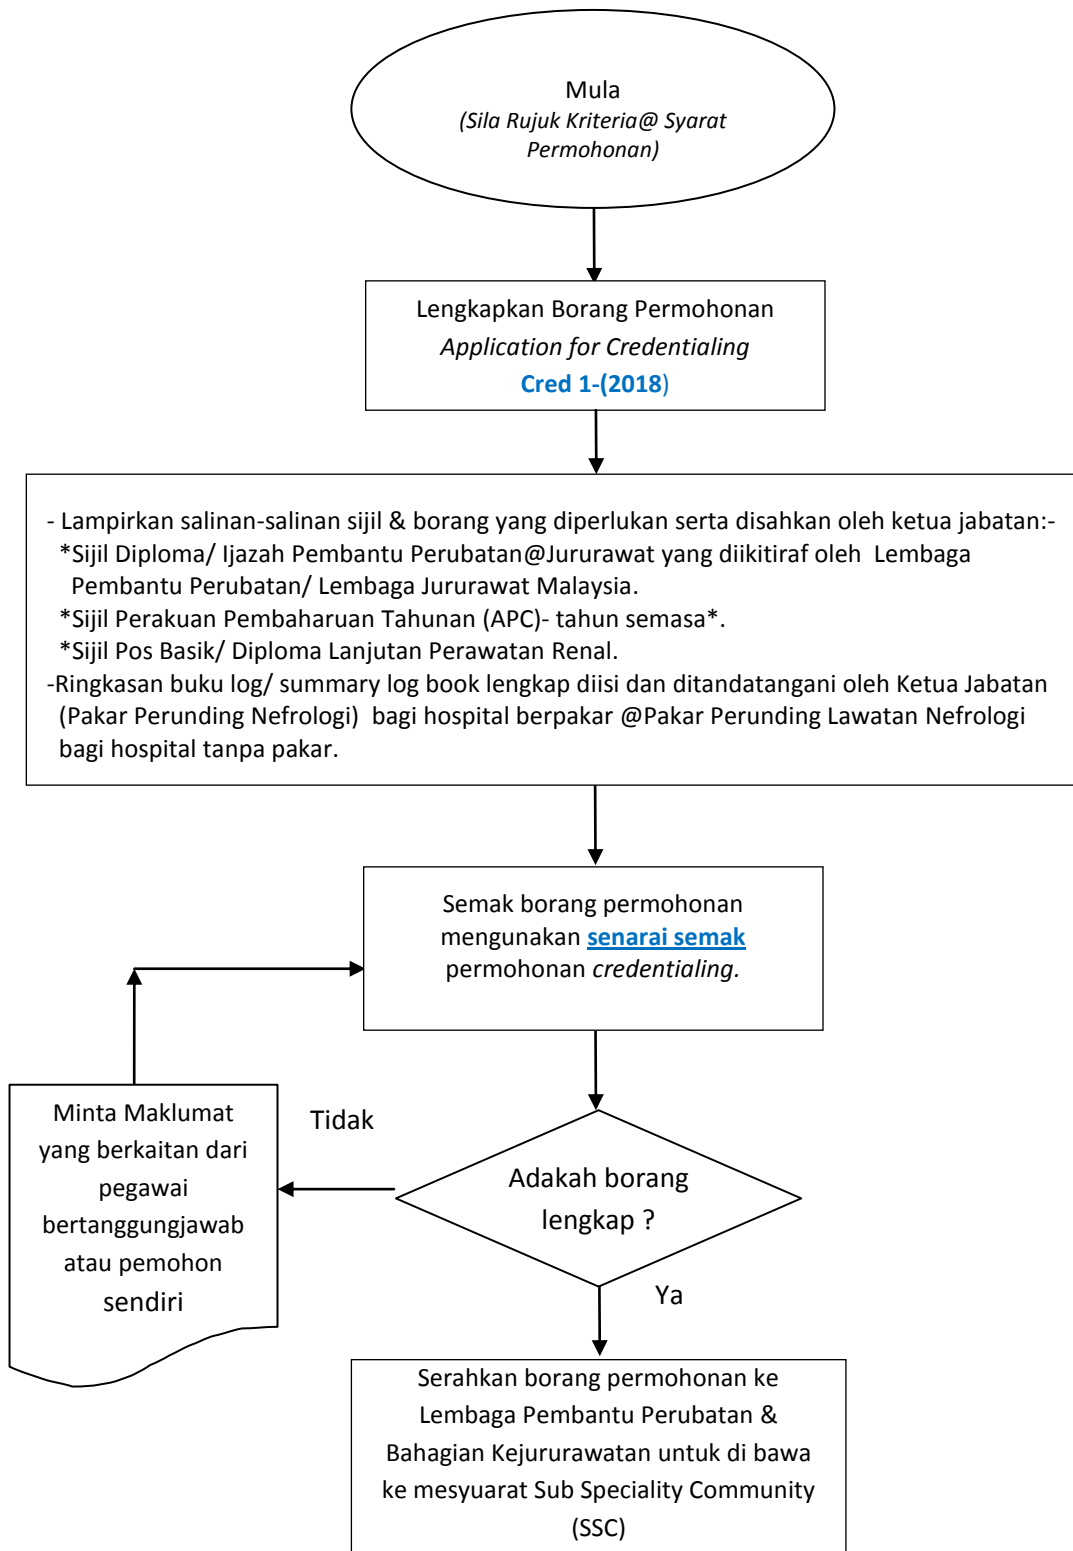 Mula
(Sila Rujuk Kriteria@ Syarat
Permohonan)
Lengkapkan Borang Permohonan
Application for Credentialing
Cred 1-(2018)
- Lampirkan salinan-salinan sijil & borang yang diperlukan serta disahkan oleh ketua jabatan:-
*Sijil Diploma/ Ijazah Pembantu Perubatan@Jururawat yang diikitiraf oleh Lembaga
Pembantu Perubatan/ Lembaga Jururawat Malaysia.
*Sijil Perakuan Pembaharuan Tahunan (APC)- tahun semasa*.
*Sijil Pos Basik/ Diploma Lanjutan Perawatan Renal.
-Ringkasan buku log/ summary log book lengkap diisi dan ditandatangani oleh Ketua Jabatan
(Pakar Perunding Nefrologi) bagi hospital berpakar @Pakar Perunding Lawatan Nefrologi
bagi hospital tanpa pakar.
Semak borang permohonan
mengunakan senarai semak
permohonan credentialing.
Minta Maklumat
yang berkaitan dari
pegawai
bertanggungjawab
atau pemohon
sendiri
Tidak
Adakah borang
lengkap ?
Ya
Serahkan borang permohonan ke
Lembaga Pembantu Perubatan &
Bahagian Kejururawatan untuk di bawa
ke mesyuarat Sub Speciality Community
(SSC)